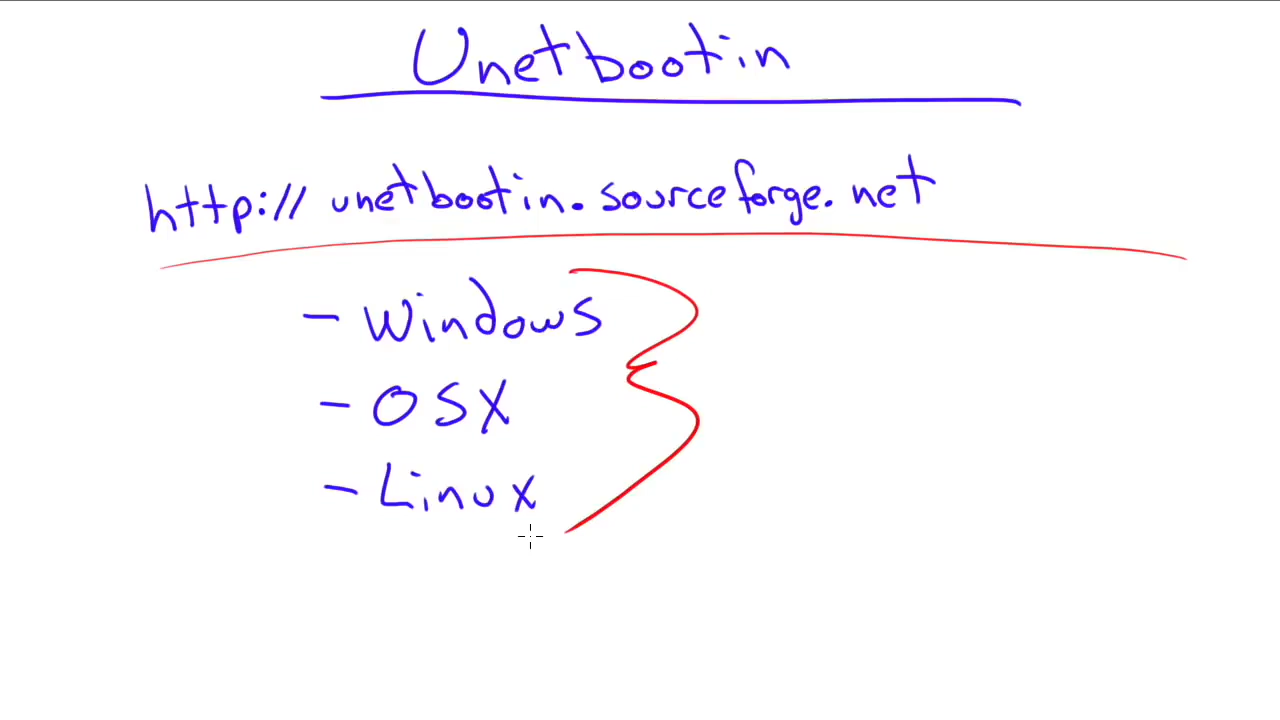 Unetbootin
http:// unetbootin.sourceforge.net
- Windows
- OSX
- Linux